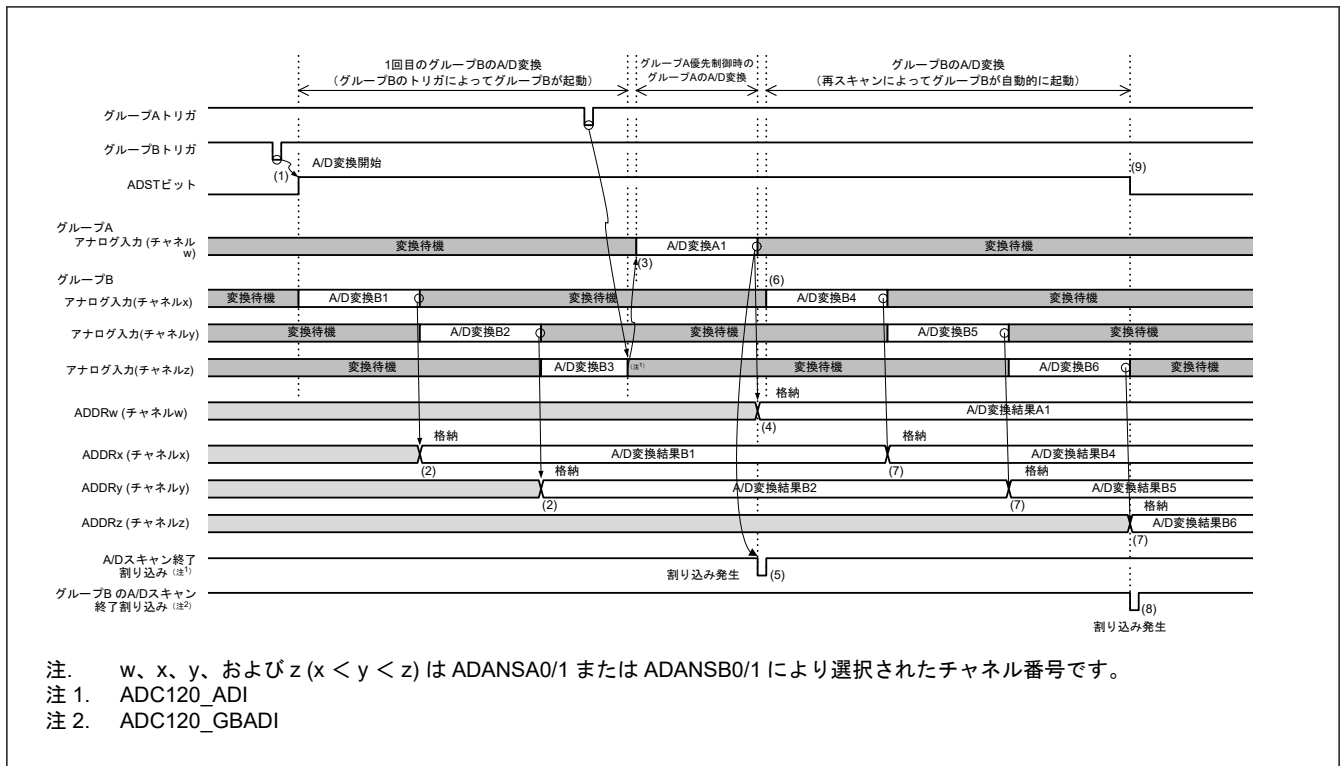 1回目のグループBのA/D変換
（グループBのトリガによってグループBが起動）
グループA優先制御時の
グループAのA/D変換
グループBのA/D変換
（再スキャンによってグループBが自動的に起動）
グループAトリガ
グループBトリガ
(1)
A/D変換開始
ADSTビット
(9)
グループA
アナログ入力 (チャネル
w)
変換待機
A/D変換A1
変換待機
(3)
グループB
(6)
アナログ入力(チャネルx)
変換待機
A/D変換B1
変換待機
A/D変換B4
変換待機
アナログ入力(チャネルy)
変換待機
A/D変換B2
変換待機
A/D変換B5
変換待機
アナログ入力(チャネルz)
変換待機
A/D変換B3
(注1)
変換待機
A/D変換B6
変換待機
格納
ADDRw (チャネルw)
A/D変換結果A1
(4)
格納
格納
ADDRx (チャネルx)
A/D変換結果B1
A/D変換結果B4
(2)
格納
(7)
格納
ADDRy (チャネルy)
A/D変換結果B2
A/D変換結果B5
(2)
(7)
格納
ADDRz (チャネルz)
A/D変換結果B6
(7)
A/Dスキャン終了
割り込み (注1)
割り込み発生
(5)
グループB のA/Dスキャン
終了割り込み (注2)
(8)
割り込み発生
注. w、x、y、および z (x ＜ y ＜ z) は ADANSA0/1 または ADANSB0/1 により選択されたチャネル番号です。
注 1. ADC120_ADI
注 2. ADC120_GBADI